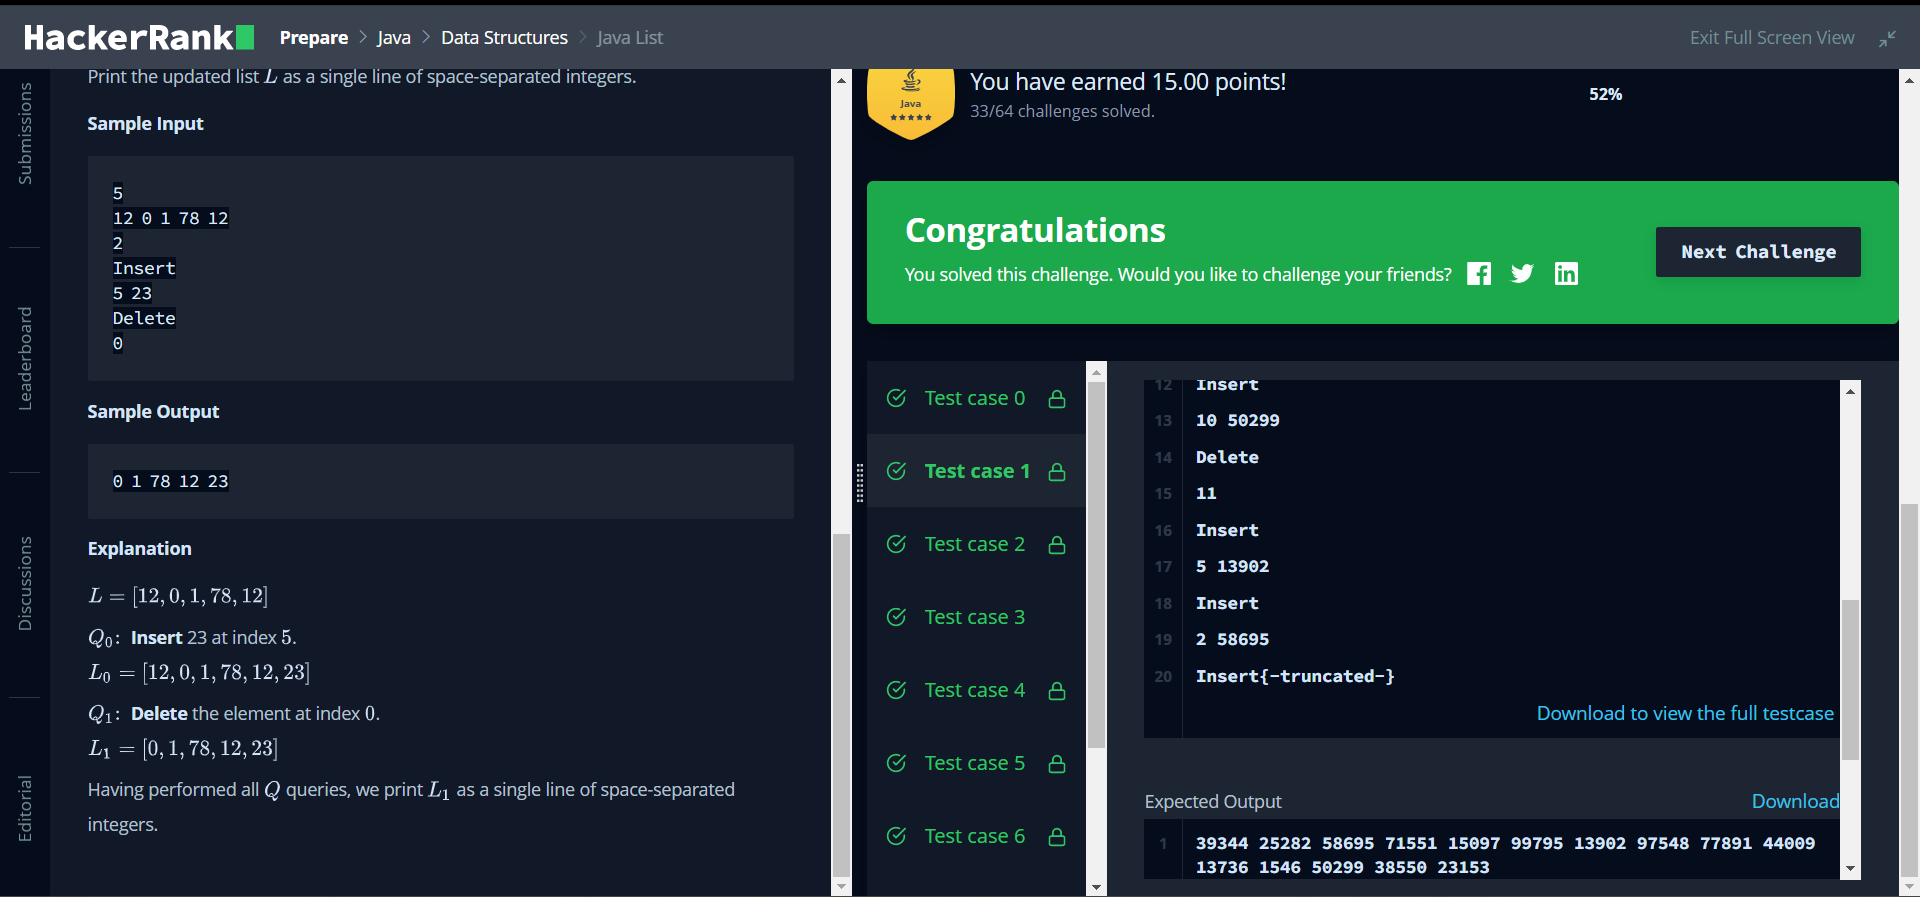 HackerRank
Prepare > Java > Data Structures > Java List
Exit Full Screen View
Submissions
Leaderboard
Discussions
Editorial
Print the updated list L as a single line of space-separated integers.
Sample Input
5
12 0 1 78 12
2
Insert
5 23
Delete
0
Sample Output
0 1 78 12 23
Explanation
L = [12, 0, 1, 78, 12]
Q₀: Insert 23 at index 5.
L₀ = [12, 0, 1, 78, 12, 23]
Q₁: Delete the element at index 0.
L₁ = [0, 1, 78, 12, 23]
Having performed all Q queries, we print L₁ as a single line of space-separated
integers.
Java
★★★★★
You have earned 15.00 points!
33/64 challenges solved.
52%
Congratulations
You solved this challenge. Would you like to challenge your friends?
Next Challenge
Test case 0
Test case 1
Test case 2
Test case 3
Test case 4
Test case 5
Test case 6
12 Insert
13 10 50299
14 Delete
15 11
16 Insert
17 5 13902
18 Insert
19 2 58695
20 Insert{-truncated-}
Download to view the full testcase
Expected Output
Download
1 39344 25282 58695 71551 15097 99795 13902 97548 77891 44009
13736 1546 50299 38550 23153